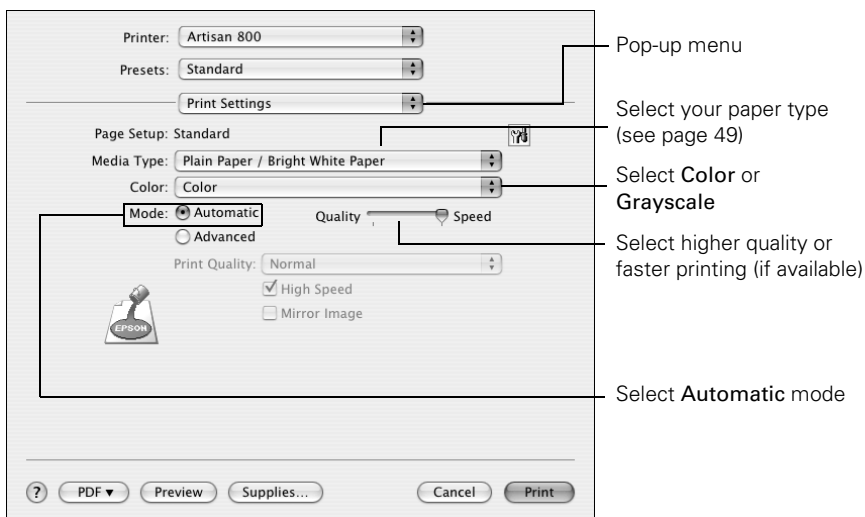 Printer: Artisan 800
Pop-up menu
Presets: Standard
Print Settings
Select your paper type
(see page 49)
Page Setup: Standard
Media Type: Plain Paper / Bright White Paper
Color: Color
Select Color or
Grayscale
Mode: Automatic Quality Speed
Advanced
Select higher quality or
faster printing (if available)
Print Quality: Normal
High Speed
Mirror Image
EPSON
Select Automatic mode
? PDF ▼ Preview Supplies... Cancel Print